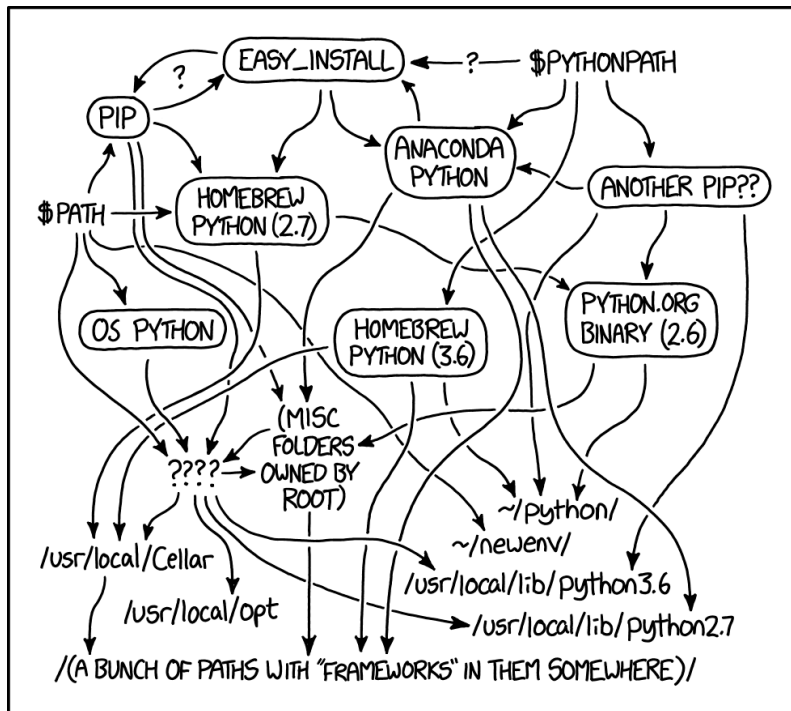 EASY_INSTALL
?
$PYTHONPATH
?
PIP
ANACONDA
PYTHON
ANOTHER PIP??
HOMEBREW
PYTHON (2.7)
$PATH
OS PYTHON
HOMEBREW
PYTHON (3.6)
PYTHON.ORG
BINARY (2.6)
(MISC
FOLDERS
OWNED BY
ROOT)
????
~/python/
~/newenv/
/usr/local/Cellar
/usr/local/lib/python3.6
/usr/local/opt
/usr/local/lib/python2.7
/(A BUNCH OF PATHS WITH "FRAMEWORKS" IN THEM SOMEWHERE)/